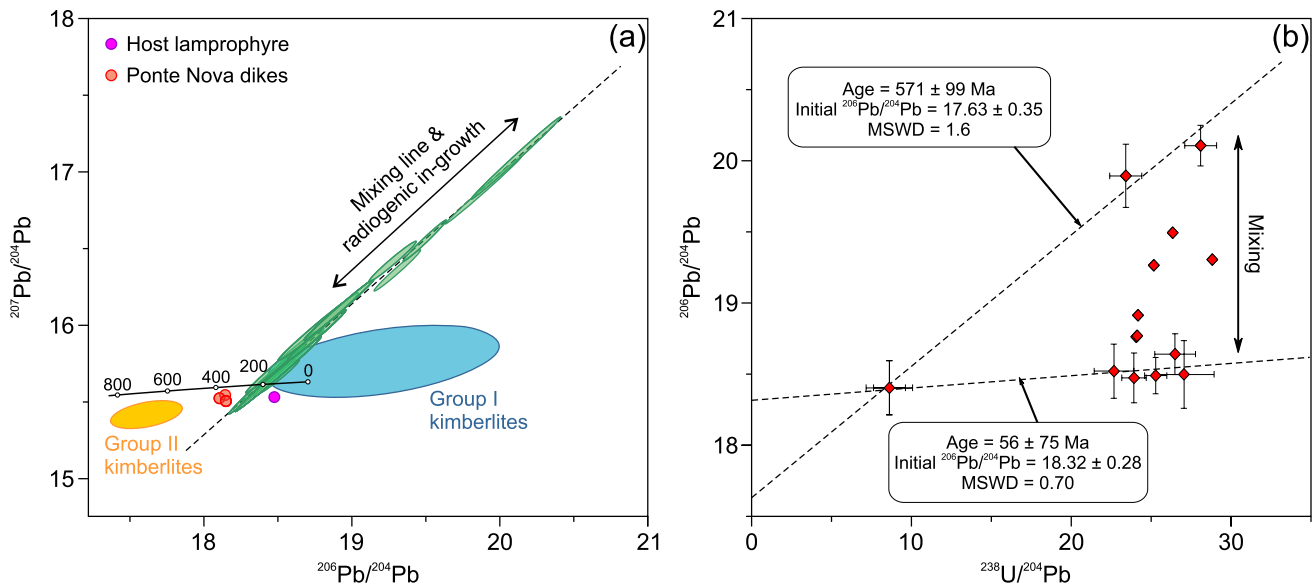 (a)
Host lamprophyre
Ponte Nova dikes
Mixing line &
radiogenic in-growth
800
600
400
200
0
Group I
kimberlites
Group II
kimberlites
18
17
16
15
²⁰⁷Pb/²⁰⁴Pb
18
19
20
21
²⁰⁶Pb/²⁰⁴Pb
(b)
Age = 571 ± 99 Ma
Initial ²⁰⁶Pb/²⁰⁴Pb = 17.63 ± 0.35
MSWD = 1.6
Mixing
Age = 56 ± 75 Ma
Initial ²⁰⁶Pb/²⁰⁴Pb = 18.32 ± 0.28
MSWD = 0.70
21
20
19
18
²⁰⁶Pb/²⁰⁴Pb
0
10
20
30
²³⁸U/²⁰⁴Pb